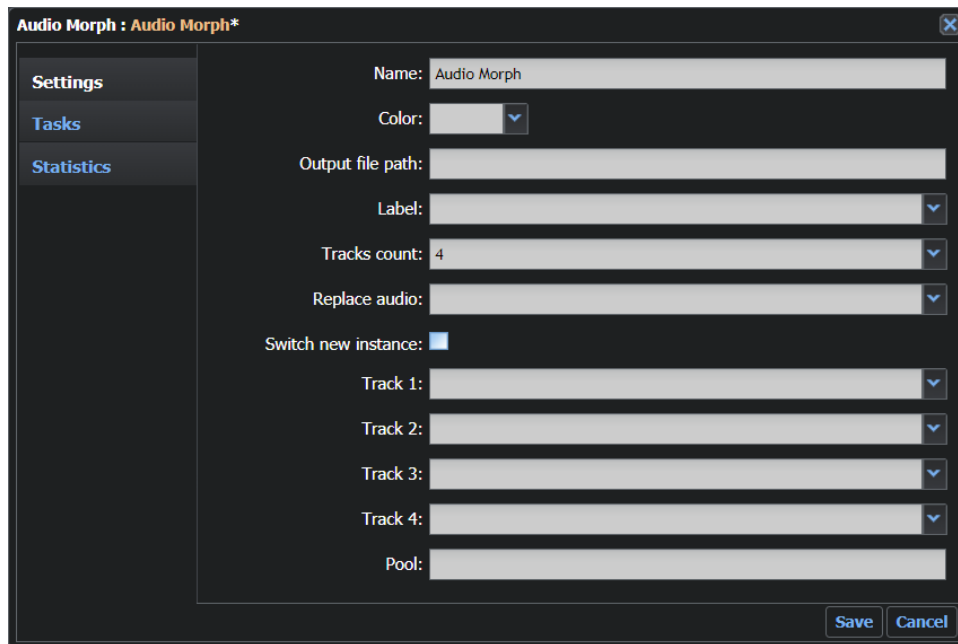 Audio Morph : Audio Morph*
Settings
Tasks
Statistics
Name: Audio Morph
Color:
Output file path:
Label:
Tracks count: 4
Replace audio:
Switch new instance:
Track 1:
Track 2:
Track 3:
Track 4:
Pool:
Save Cancel